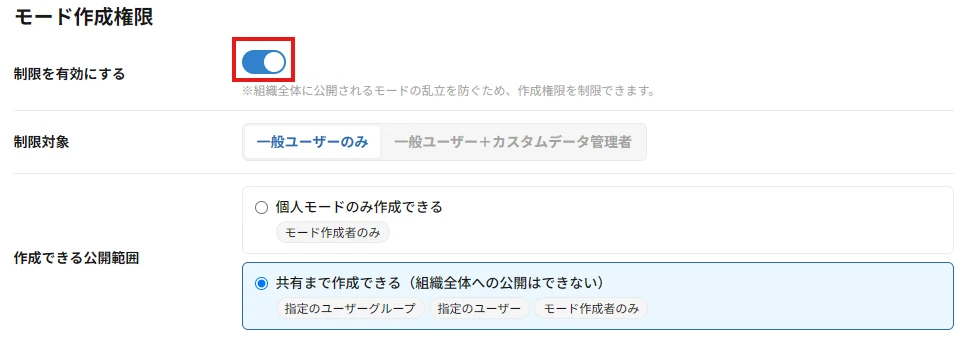 モード作成権限
制限を有効にする
※組織全体に公開されるモードの乱立を防ぐため、作成権限を制限できます。
制限対象
一般ユーザーのみ 一般ユーザー＋カスタムデータ管理者
作成できる公開範囲
個人モードのみ作成できる
モード作成者のみ
共有まで作成できる（組織全体への公開はできない）
指定のユーザーグループ 指定のユーザー モード作成者のみ